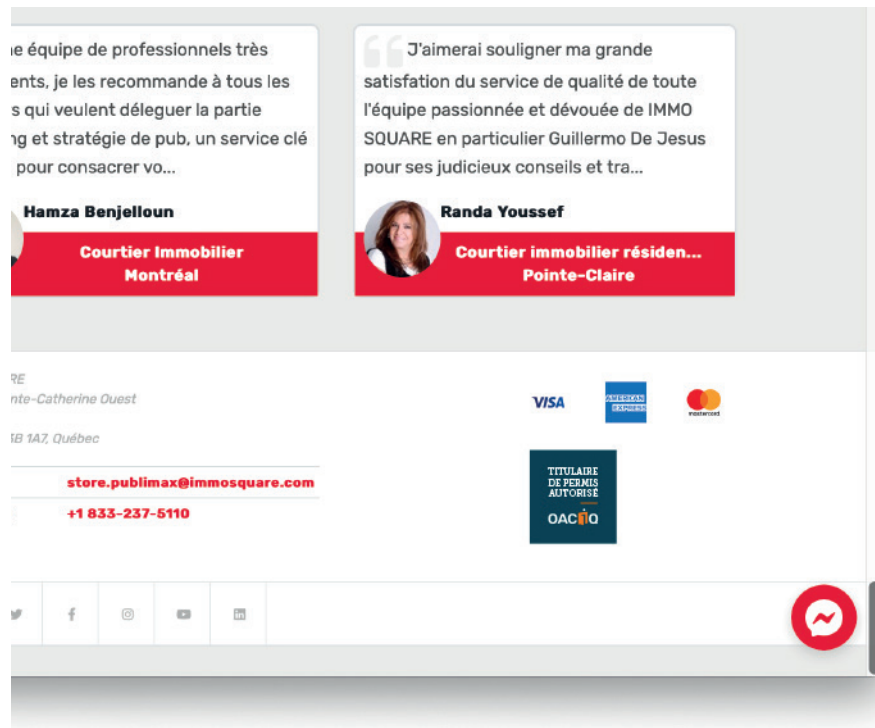 ne équipe de professionnels très
ents, je les recommande à tous les
s qui veulent déleguer la partie
ng et stratégie de pub, un service clé
pour consacrer vo...
Hamza Benjelloun
Courtier Immobilier
Montréal
J'aimerai souligner ma grande
satisfation du service de qualité de toute
l'équipe passionnée et dévouée de IMMO
SQUARE en particulier Guillermo De Jesus
pour ses judicieux conseils et tra...
Randa Youssef
Courtier immobilier résiden...
Pointe-Claire
RE
nte-Catherine Ouest
3B 1A7, Québec
store.publimax@immosquare.com
+1 833-237-5110
VISA
AMERICAN
EXPRESS
mastercard
TITULAIRE
DE PERMIS
AUTORISÉ
OACIQ